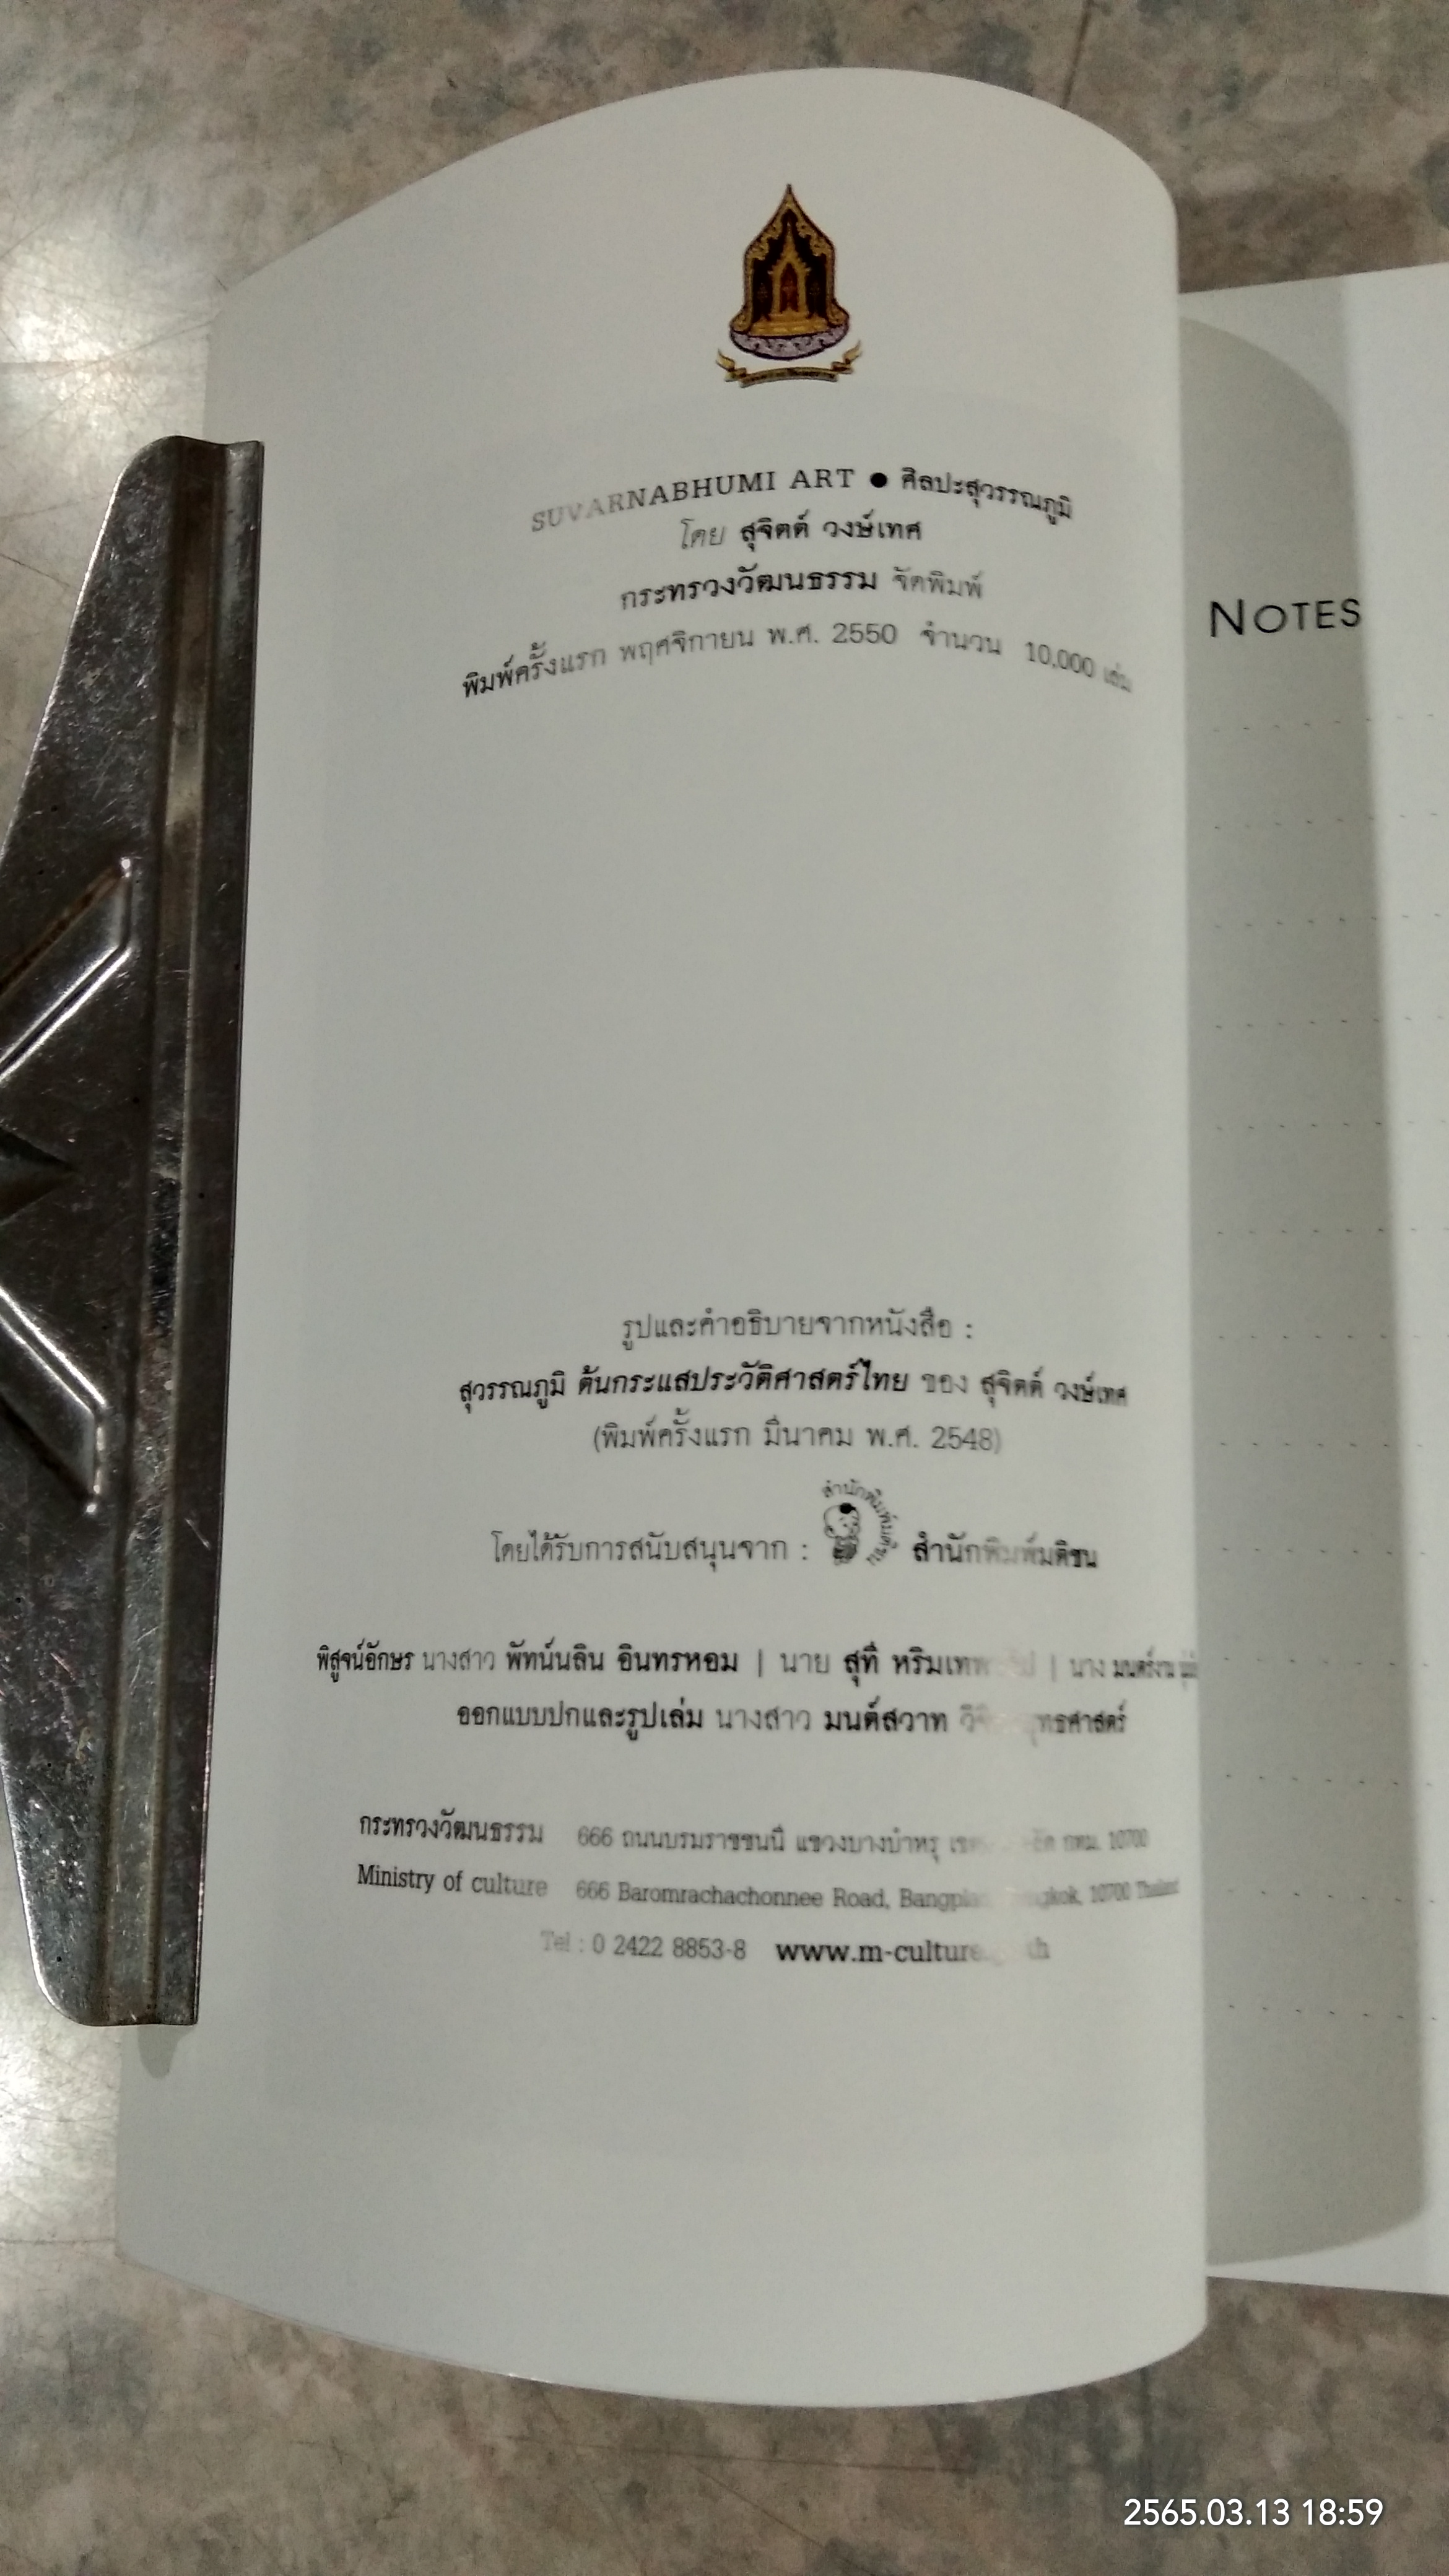 SUVARNABHUMI ART ● ศิลปะสุวรรณภูมิ
โดย สุจิตต์ วงษ์เทศ
กระทรวงวัฒนธรรม จัดพิมพ์
พิมพ์ครั้งแรก พฤศจิกายน พ.ศ. 2550 จำนวน 10,000 เล่ม
รูปและคำอธิบายจากหนังสือ :
สุวรรณภูมิ ต้นกระแสประวัติศาสตร์ไทย ของ สุจิตต์ วงษ์เทศ
(พิมพ์ครั้งแรก มีนาคม พ.ศ. 2548)
โดยได้รับการสนับสนุนจาก : สำนักพิมพ์มติชน สำนักพิมพ์มติชน
พิสูจน์อักษร นางสาว พัทน์นลิน อินทรหอม | นาย สุทธิ์ | นาง
ออกแบบปกและรูปเล่ม นางสาว มนต์สวาท
กระทรวงวัฒนธรรม 666 ถนนบรมราชชนนี แขวงบางบำหรุ กทม. 10700
Ministry of culture 666 Baromrachachonnee Road, 10700 Thailand
Tel : 0 2422 8853-8 www.m-culture
NOTES
2565.03.13 18:59